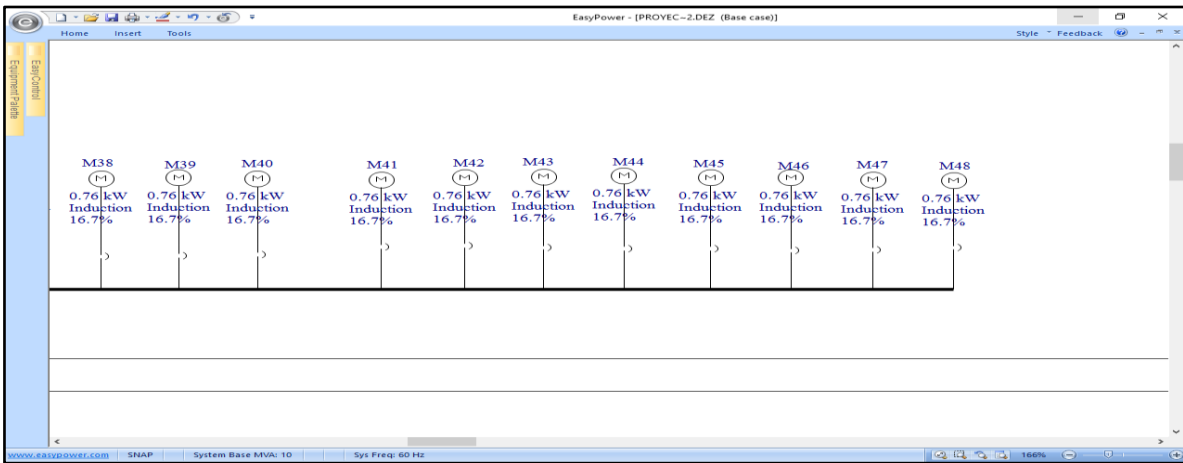 EasyPower - [PROYEC~2.DEZ (Base case)]
Home Insert Tools Style Feedback
Equipment Palette
EasyControl
M38 M39 M40 M41 M42 M43 M44 M45 M46 M47 M48
M M M M M M M M M M M
0.76 kW 0.76 kW 0.76 kW 0.76 kW 0.76 kW 0.76 kW 0.76 kW 0.76 kW 0.76 kW 0.76 kW 0.76 kW
Induction Induction Induction Induction Induction Induction Induction Induction Induction Induction Induction
16.7% 16.7% 16.7% 16.7% 16.7% 16.7% 16.7% 16.7% 16.7% 16.7% 16.7%
www.easypower.com SNAP System Base MVA: 10 Sys Freq: 60 Hz 166%